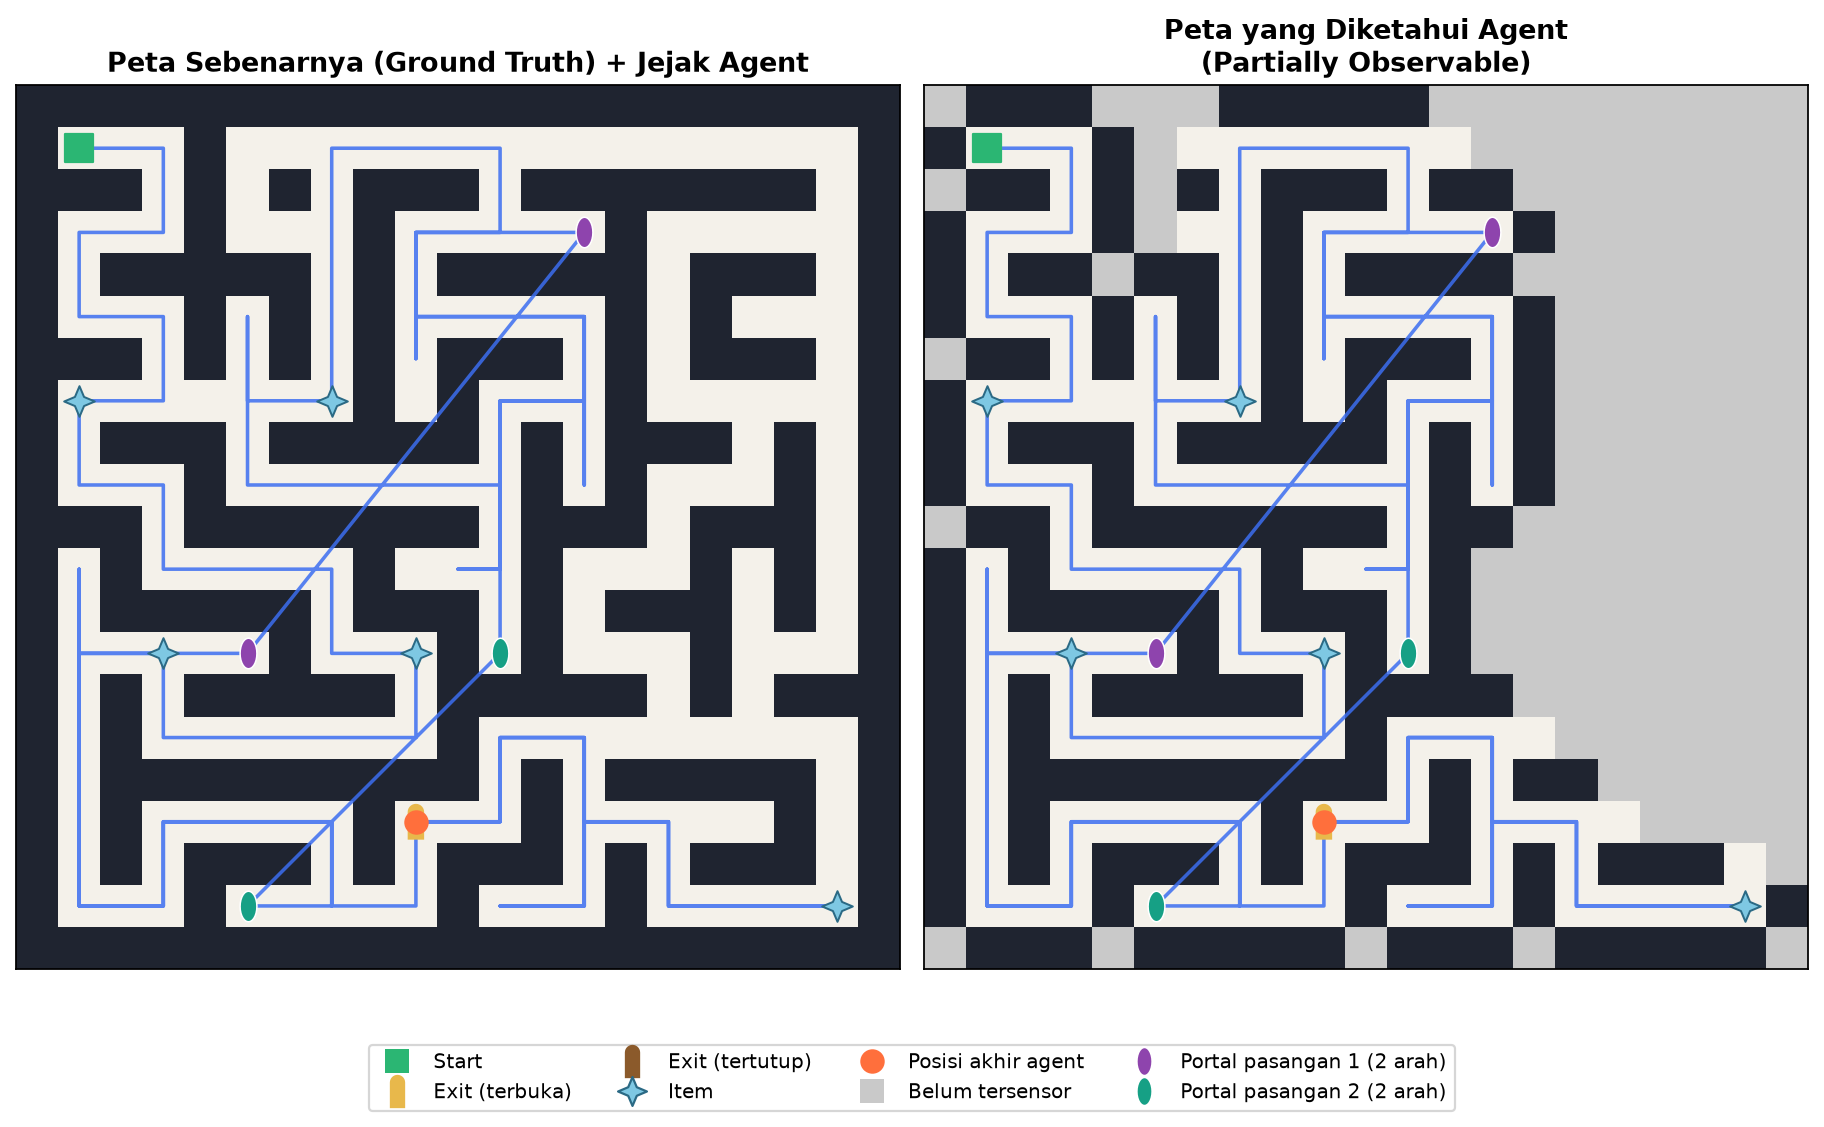 Peta Sebenarnya (Ground Truth) + Jejak Agent
Peta yang Diketahui Agent
(Partially Observable)
Start
Exit (terbuka)
Exit (tertutup)
Item
Posisi akhir agent
Belum tersensor
Portal pasangan 1 (2 arah)
Portal pasangan 2 (2 arah)